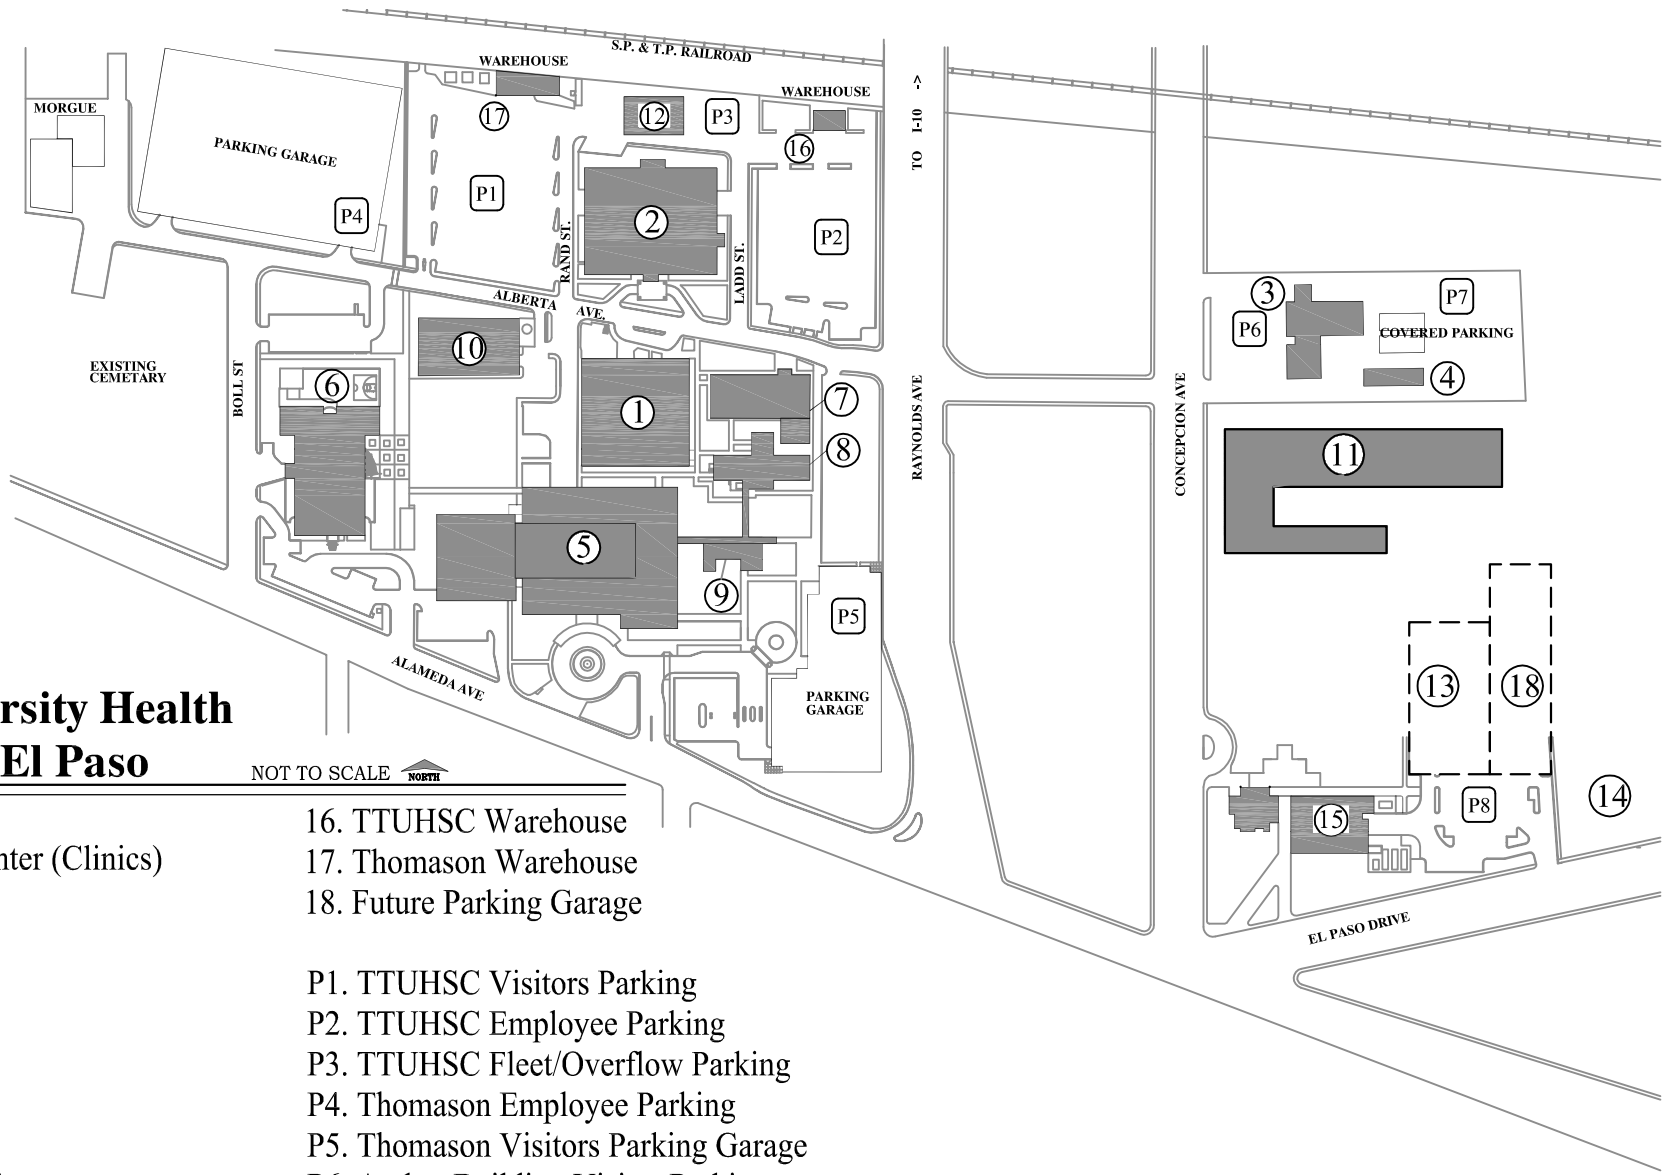 S.P. & T.P. RAILROAD
WAREHOUSE
WAREHOUSE
MORGUE
17
12
P3
16
TO I-10 ->
PARKING GARAGE
P4
P1
2
P2
RAND ST.
LADD ST.
ALBERTA AVE.
3
P7
P6
COVERED PARKING
4
EXISTING
CEMETARY
BOLL ST
6
10
1
7
8
RAYNOLDS AVE
CONCEPCION AVE
11
5
9
P5
ALAMEDA AVE
PARKING
GARAGE
13
18
14
15
P8
EL PASO DRIVE
rsity Health
El Paso
NOT TO SCALE
NORTH
nter (Clinics)
16. TTUHSC Warehouse
17. Thomason Warehouse
18. Future Parking Garage
P1. TTUHSC Visitors Parking
P2. TTUHSC Employee Parking
P3. TTUHSC Fleet/Overflow Parking
P4. Thomason Employee Parking
P5. Thomason Visitors Parking Garage